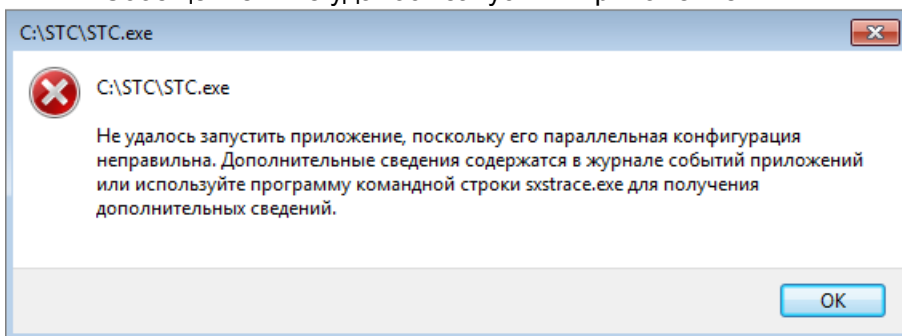 C:\STC\STC.exe
C:\STC\STC.exe
Не удалось запустить приложение, поскольку его параллельная конфигурация
неправильна. Дополнительные сведения содержатся в журнале событий приложений
или используйте программу командной строки sxstrace.exe для получения
дополнительных сведений.
OK